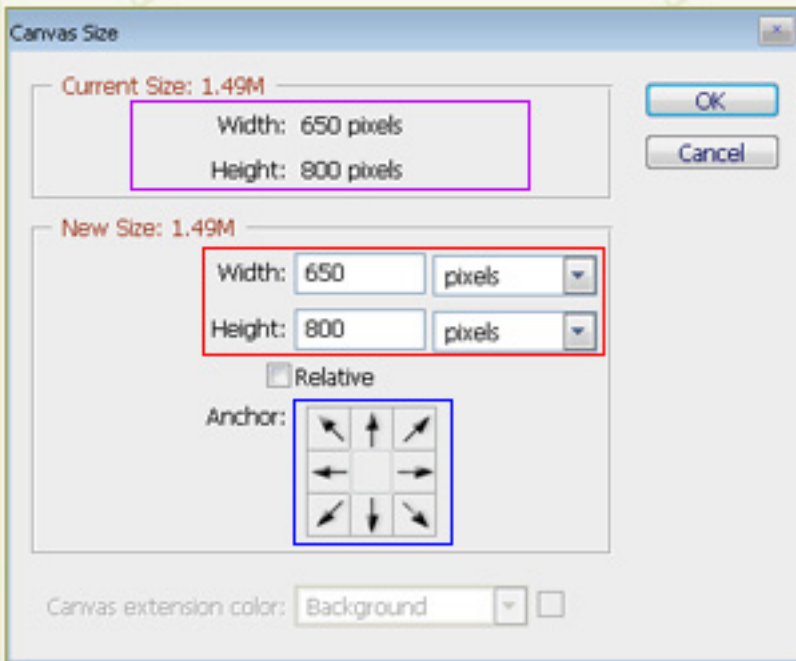 Canvas Size
Current Size: 1.49M
Width: 650 pixels
Height: 800 pixels
OK
Cancel
New Size: 1.49M
Width: 650 pixels
Height: 800 pixels
Relative
Anchor:
Canvas extension color: Background